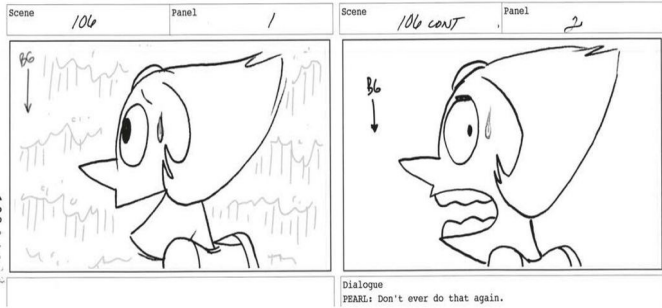 Scene
106
Panel
1
Scene
106 CONT.
Panel
2
BG
BG
Dialogue
PEARL: Don't ever do that again.